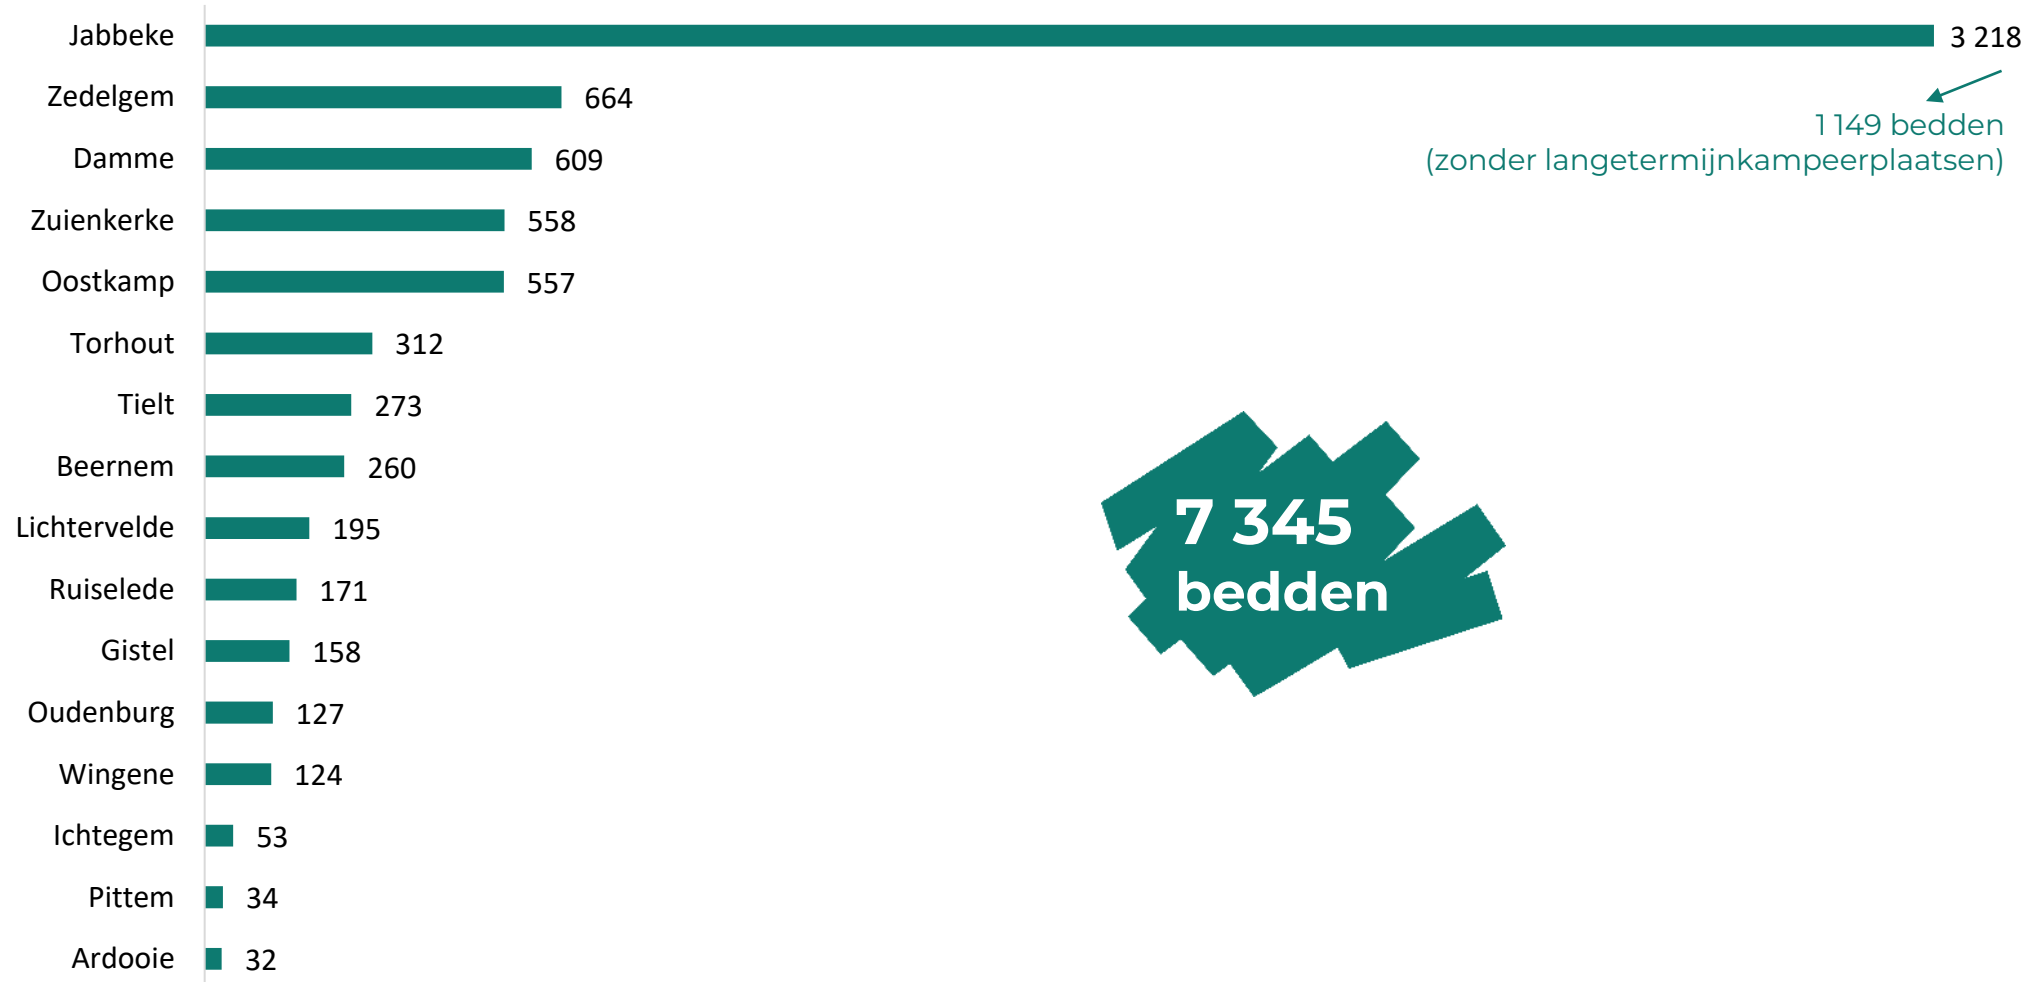 Jabbeke 3 218
1 149 bedden
(zonder langetermijnkampeerplaatsen)
Zedelgem 664
Damme 609
Zuienkerke 558
Oostkamp 557
Torhout 312
Tielt 273
Beernem 260
Lichtervelde 195
Ruiselede 171
Gistel 158
Oudenburg 127
Wingene 124
Ichtegem 53
Pittem 34
Ardooie 32
7 345
bedden